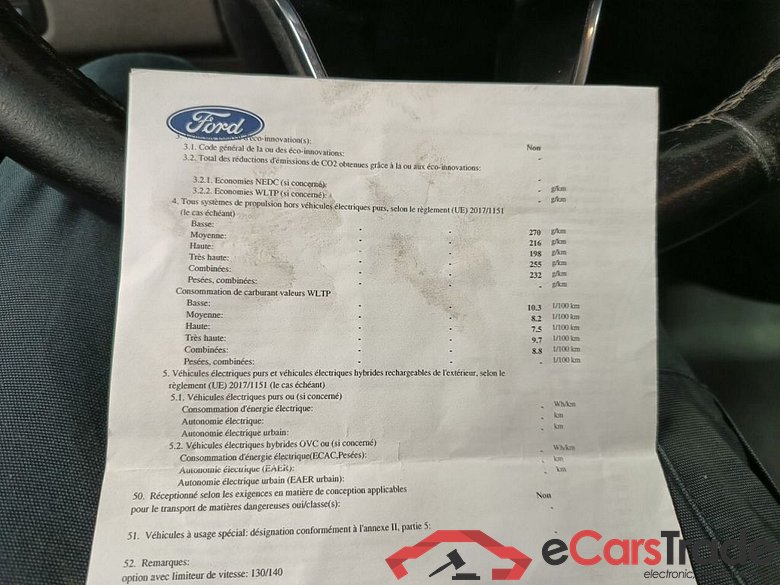 Ford
éco-innovation(s):
3.1. Code général de la ou des éco-innovations: Non
3.2. Total des réductions d'émissions de CO2 obtenues grâce à la ou aux éco-innovations: -
3.2.1. Economies NEDC (si concerné): - g/km
3.2.2. Economies WLTP (si concerné): - g/km
4. Tous systèmes de propulsion hors véhicules électriques purs, selon le règlement (UE) 2017/1151
(le cas échéant)
Basse: - - 270 g/km
Moyenne: - - 216 g/km
Haute: - - 198 g/km
Très haute: - - 255 g/km
Combinées: - - 232 g/km
Pesées, combinées: - g/km
Consommation de carburant valeurs WLTP
Basse: - - 10.3 l/100 km
Moyenne: - - 8.2 l/100 km
Haute: - - 7.5 l/100 km
Très haute: - - 9.7 l/100 km
Combinées: - - 8.8 l/100 km
Pesées, combinées: - - - l/100 km
5. Véhicules électriques purs et véhicules électriques hybrides rechargeables de l'extérieur, selon le
règlement (UE) 2017/1151 (le cas échéant)
5.1. Véhicules électriques purs ou (si concerné)
Consommation d'énergie électrique: - Wh/km
Autonomie électrique: - km
Autonomie électrique urbain: - km
5.2. Véhicules électriques hybrides OVC ou (si concerné)
Consommation d'énergie électrique(ECAC,Pesées): - Wh/km
Autonomie électrique (EAER): - km
Autonomie électrique urbain (EAER urbain): - km
50. Réceptionné selon les exigences en matière de conception applicables
pour le transport de matières dangereuses oui/classe(s): Non
51. Véhicules à usage spécial: désignation conformément à l'annexe II, partie 5: -
52. Remarques:
option avec limiteur de vitesse: 130/140
eCarsTrade
electronic